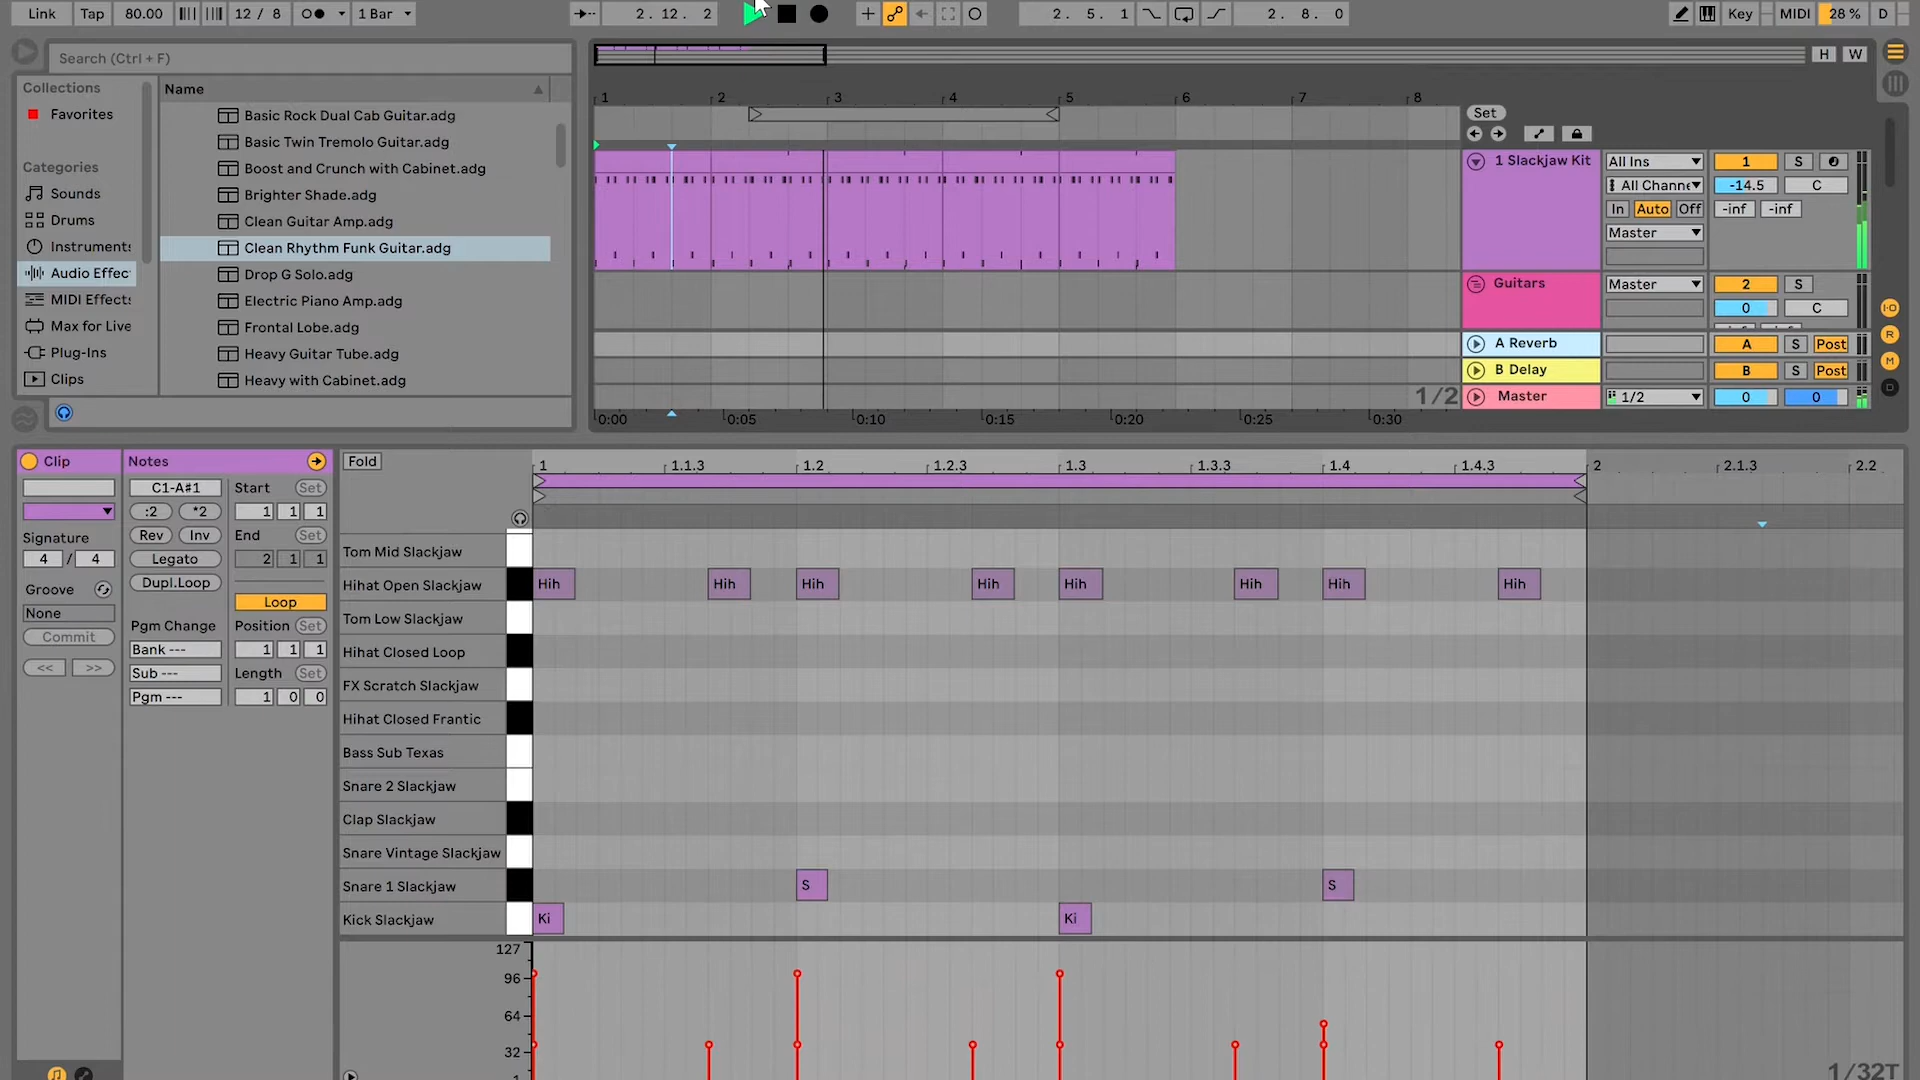 Link Tap 80.00 12 / 8 1 Bar 2. 12. 2 2. 5. 1 2. 8. 0 Key MIDI 28 % D
Search (Ctrl + F)
H W
Collections
Favorites
Categories
Sounds
Drums
Instruments
Audio Effec
MIDI Effects
Max for Live
Plug-Ins
Clips
Name
Basic Rock Dual Cab Guitar.adg
Basic Twin Tremolo Guitar.adg
Boost and Crunch with Cabinet.adg
Brighter Shade.adg
Clean Guitar Amp.adg
Clean Rhythm Funk Guitar.adg
Drop G Solo.adg
Electric Piano Amp.adg
Frontal Lobe.adg
Heavy Guitar Tube.adg
Heavy with Cabinet.adg
1 2 3 4 5 6 7 8
Set
1 Slackjaw Kit All Ins 1 S
All Channe -14.5 C
In Auto Off -inf -inf
Master
Guitars Master 2 S
0 C
A Reverb A S Post
B Delay B S Post
1/2 Master 1/2 0 0
0:00 0:05 0:10 0:15 0:20 0:25 0:30
I·O
R
M
D
Clip
Signature
4 / 4
Groove
None
Commit
<< >>
Notes
C1-A#1 Start Set
:2 *2 1 1 1
Rev Inv End Set
Legato 2 1 1
Dupl.Loop
Loop
Pgm Change Position Set
Bank --- 1 1 1
Sub --- Length Set
Pgm --- 1 0 0
Fold 1 1.1.3 1.2 1.2.3 1.3 1.3.3 1.4 1.4.3 2 2.1.3 2.2
Tom Mid Slackjaw
Hihat Open Slackjaw Hih Hih Hih Hih Hih Hih Hih Hih
Tom Low Slackjaw
Hihat Closed Loop
FX Scratch Slackjaw
Hihat Closed Frantic
Bass Sub Texas
Snare 2 Slackjaw
Clap Slackjaw
Snare Vintage Slackjaw
Snare 1 Slackjaw S S
Kick Slackjaw Ki Ki
127
96
64
32
1
1/32T